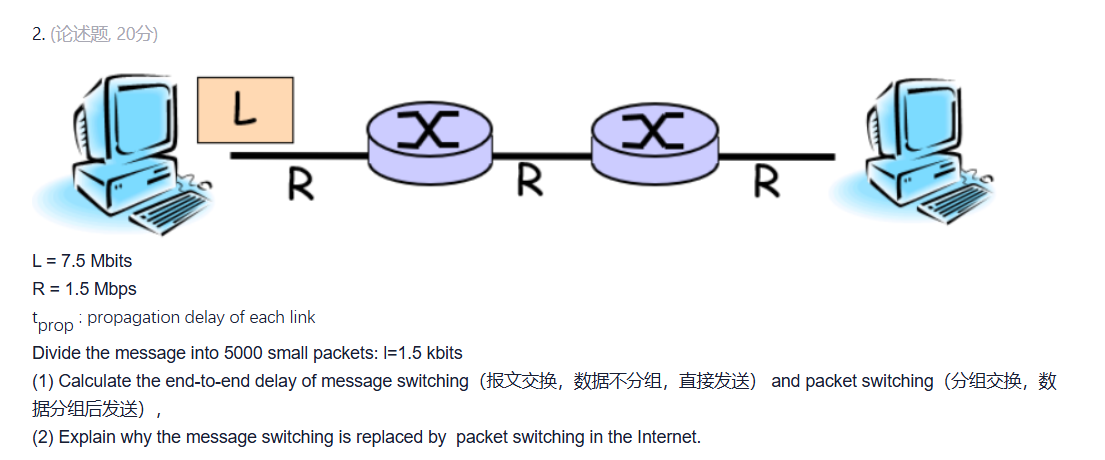 2. (论述题, 20分)
L
R
R
R
L = 7.5 Mbits
R = 1.5 Mbps
tprop : propagation delay of each link
Divide the message into 5000 small packets: l=1.5 kbits
(1) Calculate the end-to-end delay of message switching（报文交换，数据不分组，直接发送） and packet switching（分组交换，数
据分组后发送）,
(2) Explain why the message switching is replaced by  packet switching in the Internet.